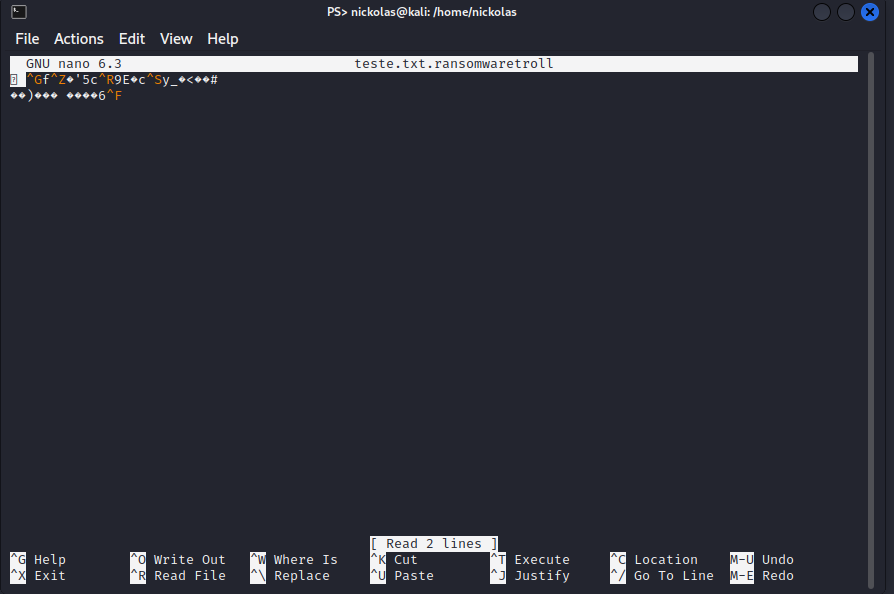 PS> nickolas@kali: /home/nickolas
File Actions Edit View Help
GNU nano 6.3 teste.txt.ransomwaretroll
^Gf^Z�'5c^R9E�c^Sy_�<��#
��)��� ����6^F
[ Read 2 lines ]
^G Help ^O Write Out ^W Where Is ^K Cut ^T Execute ^C Location M-U Undo
^X Exit ^R Read File ^\ Replace ^U Paste ^J Justify ^/ Go To Line M-E Redo